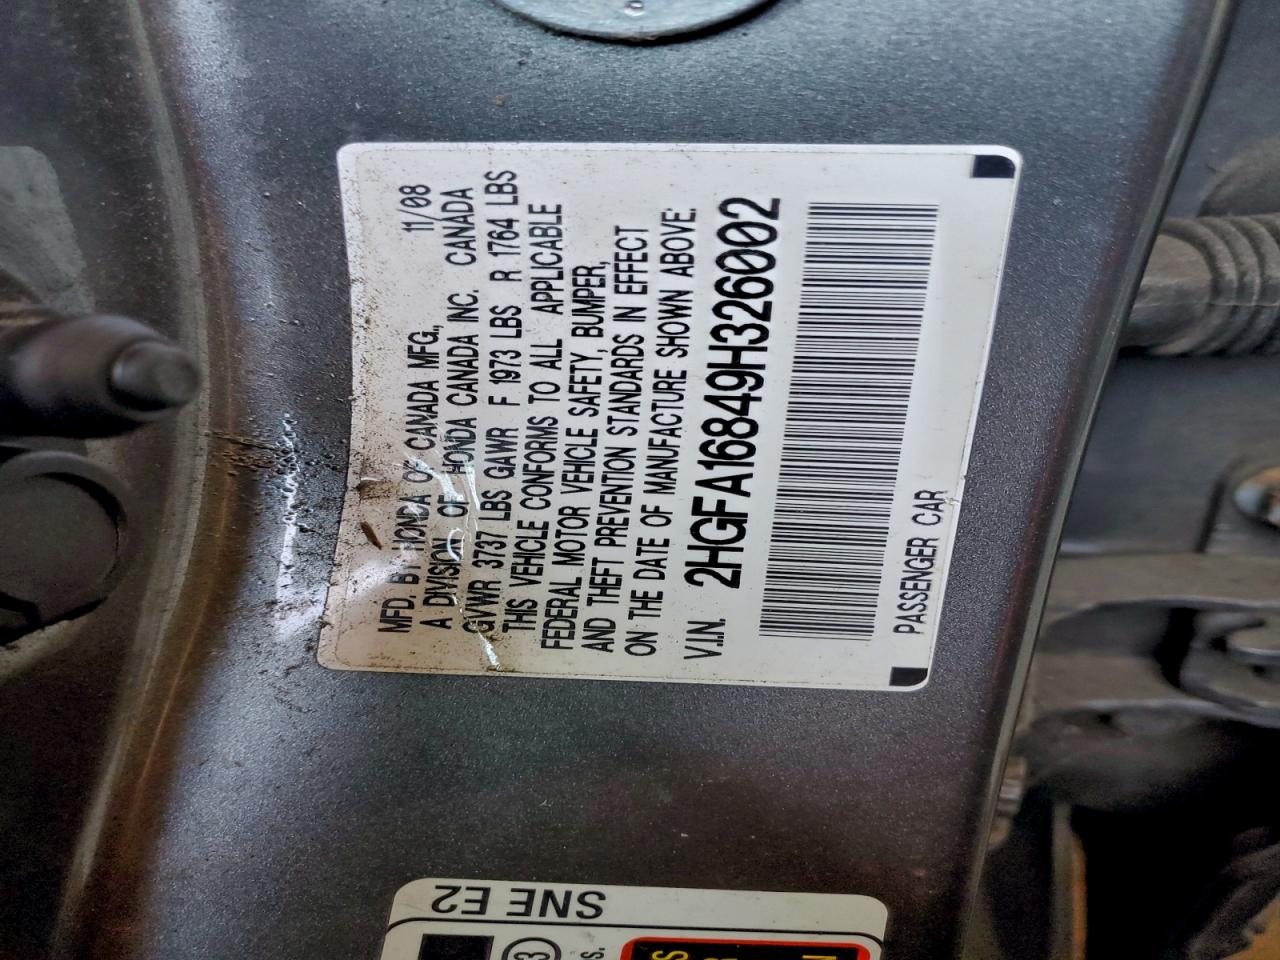 MFD. BY HONDA OF CANADA MFG., 11/08
A DIVISION OF HONDA CANADA INC. CANADA
GVWR 3737 LBS GAWR F 1973 LBS R 1764 LBS
THIS VEHICLE CONFORMS TO ALL APPLICABLE
FEDERAL MOTOR VEHICLE SAFETY, BUMPER,
AND THEFT PREVENTION STANDARDS IN EFFECT
ON THE DATE OF MANUFACTURE SHOWN ABOVE.
V.I.N. 2HGFA16849H326002
PASSENGER CAR
SNE E2